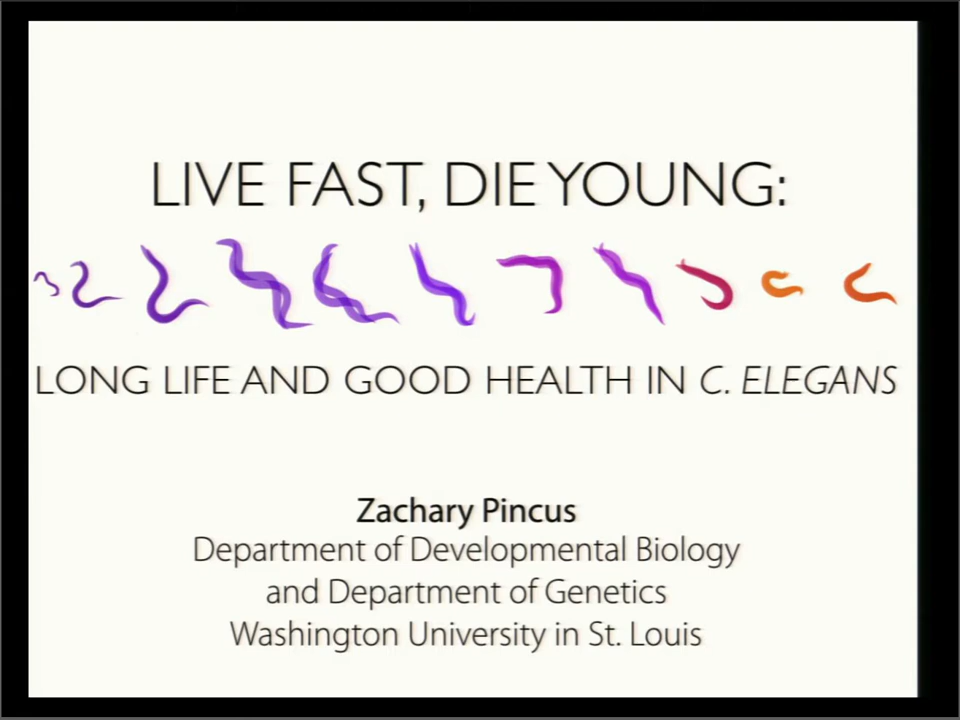 LIVE FAST, DIE YOUNG:
LONG LIFE AND GOOD HEALTH IN C. ELEGANS
Zachary Pincus
Department of Developmental Biology
and Department of Genetics
Washington University in St. Louis